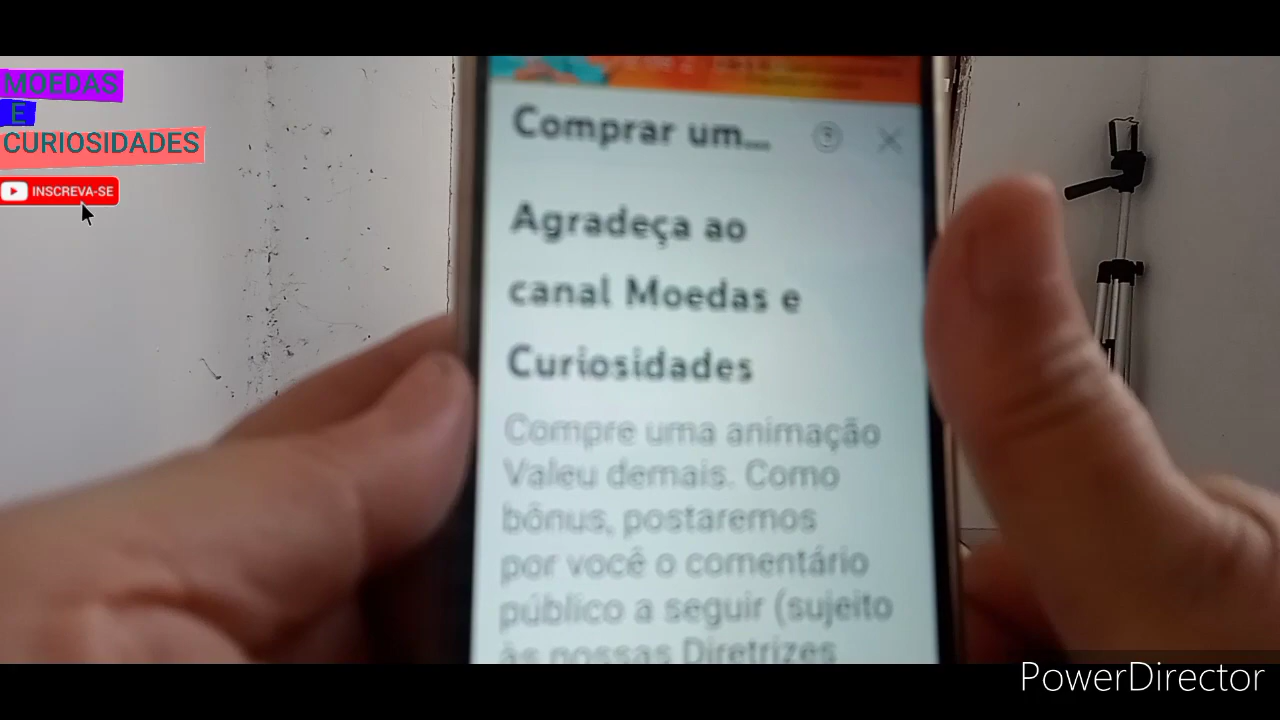 MOEDAS
E
CURIOSIDADES
INSCREVA-SE
Comprar um...
Agradeça ao
canal Moedas e
Curiosidades
Compre uma animação
Valeu demais. Como
bônus, postaremos
por você o comentário
público a seguir (sujeito
às nossas Diretrizes
PowerDirector